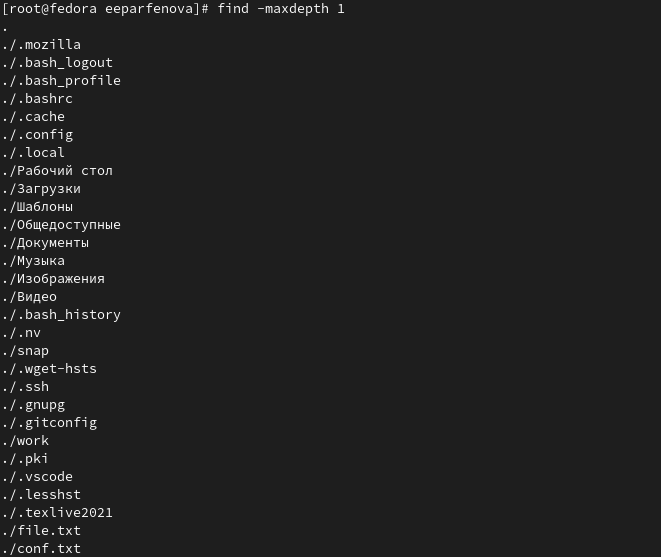 [root@fedora eeparfenova]# find -maxdepth 1
.
./.mozilla
./.bash_logout
./.bash_profile
./.bashrc
./.cache
./.config
./.local
./Рабочий стол
./Загрузки
./Шаблоны
./Общедоступные
./Документы
./Музыка
./Изображения
./Видео
./.bash_history
./.nv
./snap
./.wget-hsts
./.ssh
./.gnupg
./.gitconfig
./work
./.pki
./.vscode
./.lesshst
./.texlive2021
./file.txt
./conf.txt